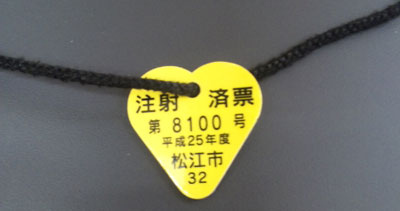 注射 済票
第 8100 号
平成25年度
松江市
32